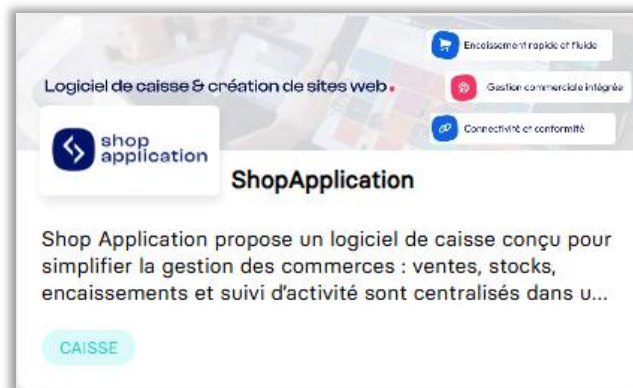 Encaissement rapide et fluide
Logiciel de caisse & création de sites web.
Gestion commerciale intégrée
Connectivité et conformité
shop
application
ShopApplication
Shop Application propose un logiciel de caisse conçu pour
simplifier la gestion des commerces : ventes, stocks,
encaissements et suivi d'activité sont centralisés dans u...
CAISSE